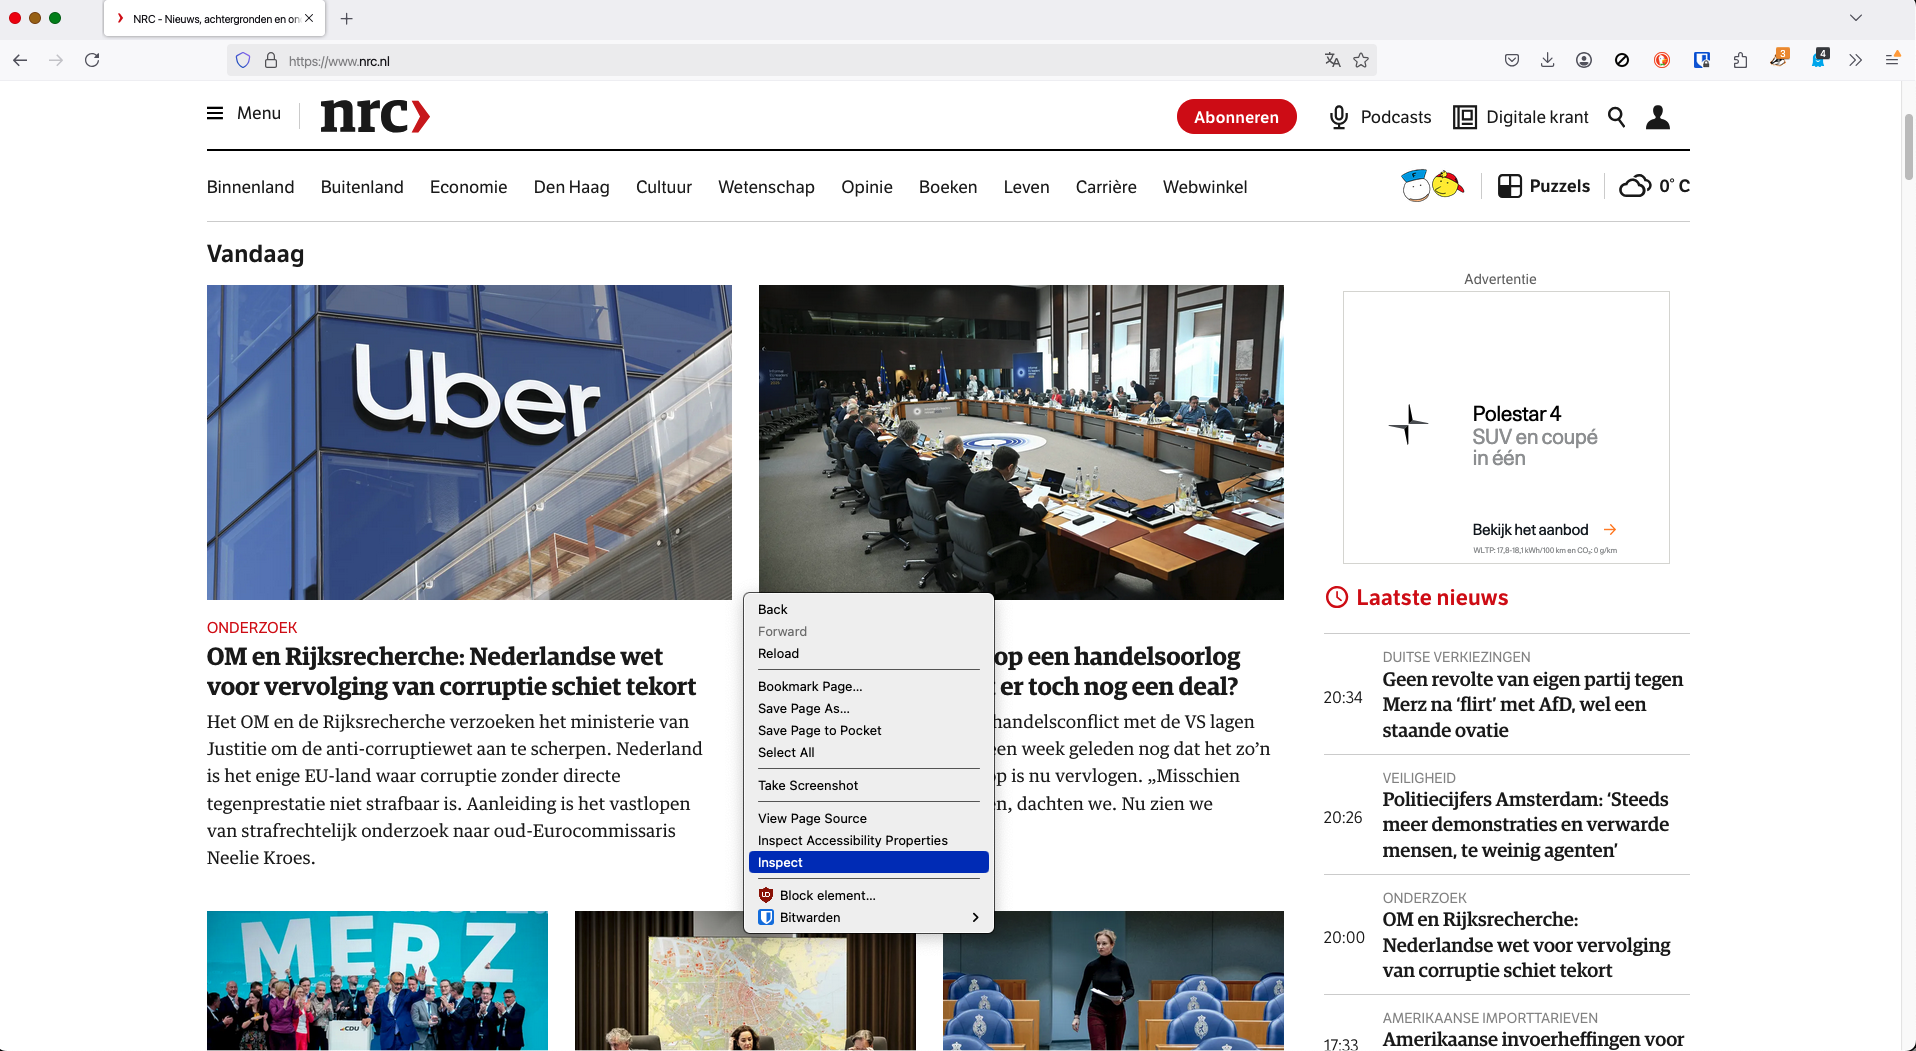 NRC - Nieuws, achtergronden en on
https://www.nrc.nl
3
4
Menu
nrc
Abonneren
Podcasts
Digitale krant
Binnenland
Buitenland
Economie
Den Haag
Cultuur
Wetenschap
Opinie
Boeken
Leven
Carrière
Webwinkel
Puzzels
0° C
Vandaag
Uber
ONDERZOEK
OM en Rijksrecherche: Nederlandse wet
voor vervolging van corruptie schiet tekort
Het OM en de Rijksrecherche verzoeken het ministerie van
Justitie om de anti-corruptiewet aan te scherpen. Nederland
is het enige EU-land waar corruptie zonder directe
tegenprestatie niet strafbaar is. Aanleiding is het vastlopen
van strafrechtelijk onderzoek naar oud-Eurocommissaris
Neelie Kroes.
op een handelsoorlog
er toch nog een deal?
handelsconflict met de VS lagen
een week geleden nog dat het zo’n
op is nu vervlogen. „Misschien
n, dachten we. Nu zien we
Back
Forward
Reload
Bookmark Page...
Save Page As...
Save Page to Pocket
Select All
Take Screenshot
View Page Source
Inspect Accessibility Properties
Inspect
Block element...
Bitwarden
MERZ
CDU
Advertentie
Polestar 4
SUV en coupé
in één
Bekijk het aanbod
WLTP: 17,8-18,1 kWh/100 km en CO₂: 0 g/km
Laatste nieuws
DUITSE VERKIEZINGEN
20:34
Geen revolte van eigen partij tegen
Merz na ‘flirt’ met AfD, wel een
staande ovatie
VEILIGHEID
20:26
Politiecijfers Amsterdam: ‘Steeds
meer demonstraties en verwarde
mensen, te weinig agenten’
ONDERZOEK
20:00
OM en Rijksrecherche:
Nederlandse wet voor vervolging
van corruptie schiet tekort
AMERIKAANSE IMPORTTARIEVEN
17:33
Amerikaanse invoerheffingen voor